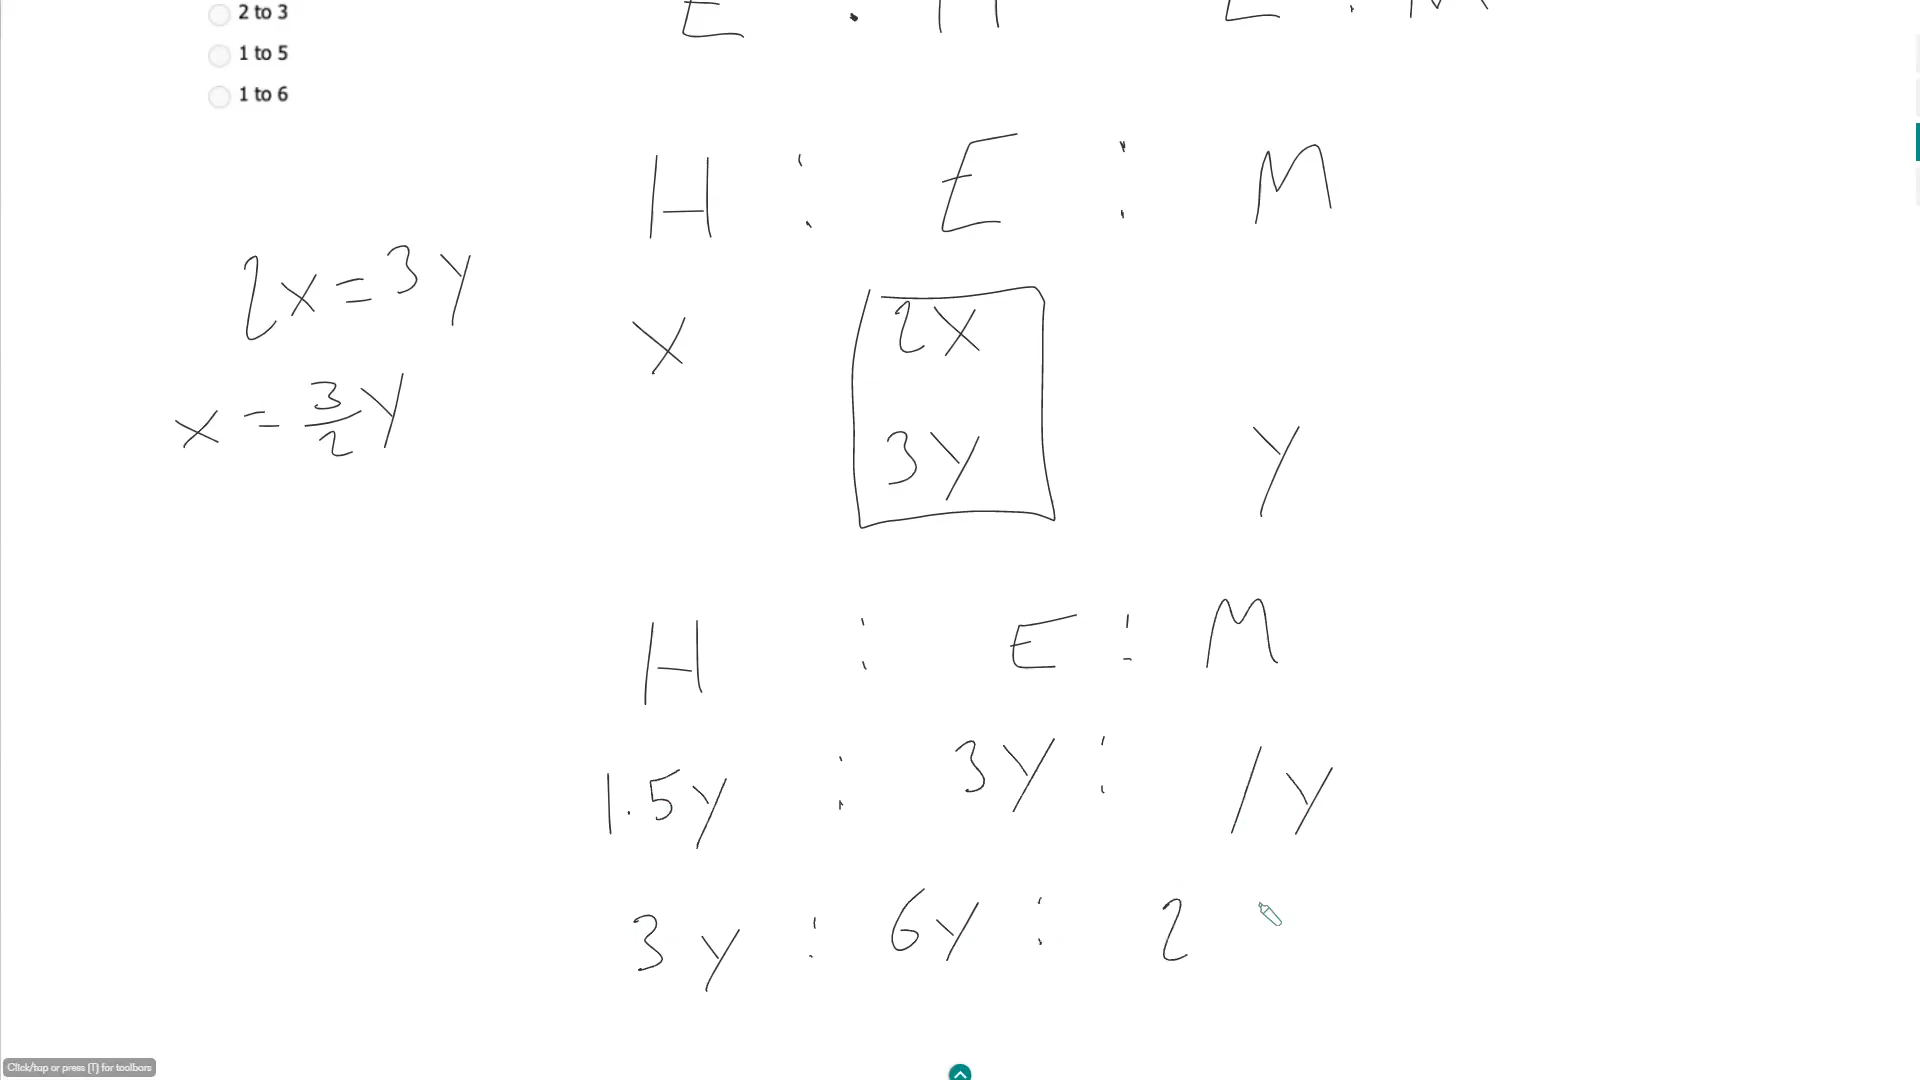 2 to 3
1 to 5
1 to 6
H : E : M
2x = 3y
x 2x
x = 3/2 y
3y y
H : E : M
1.5y : 3y : 1y
3y : 6y : 2
Click/tap or press [T] for toolbars